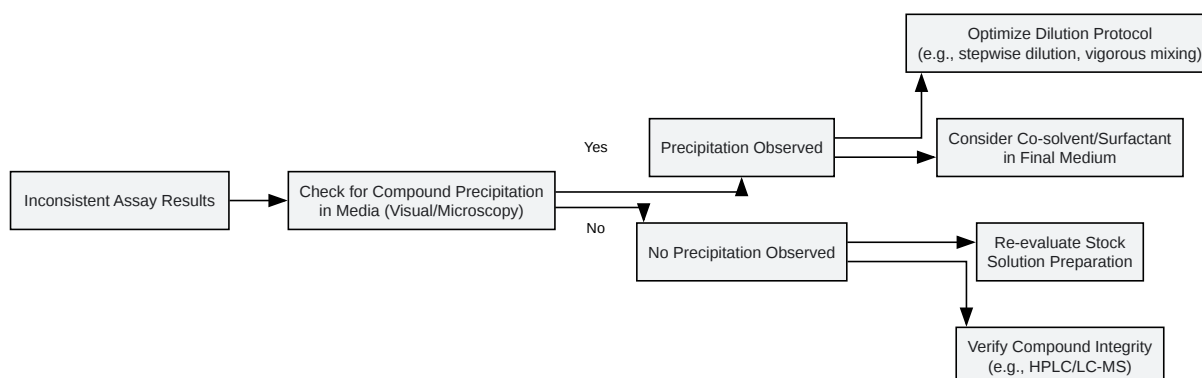 Optimize Dilution Protocol
(e.g., stepwise dilution, vigorous mixing)
Yes
Precipitation Observed
Consider Co-solvent/Surfactant
in Final Medium
Inconsistent Assay Results
Check for Compound Precipitation
in Media (Visual/Microscopy)
No
No Precipitation Observed
Re-evaluate Stock
Solution Preparation
Verify Compound Integrity
(e.g., HPLC/LC-MS)